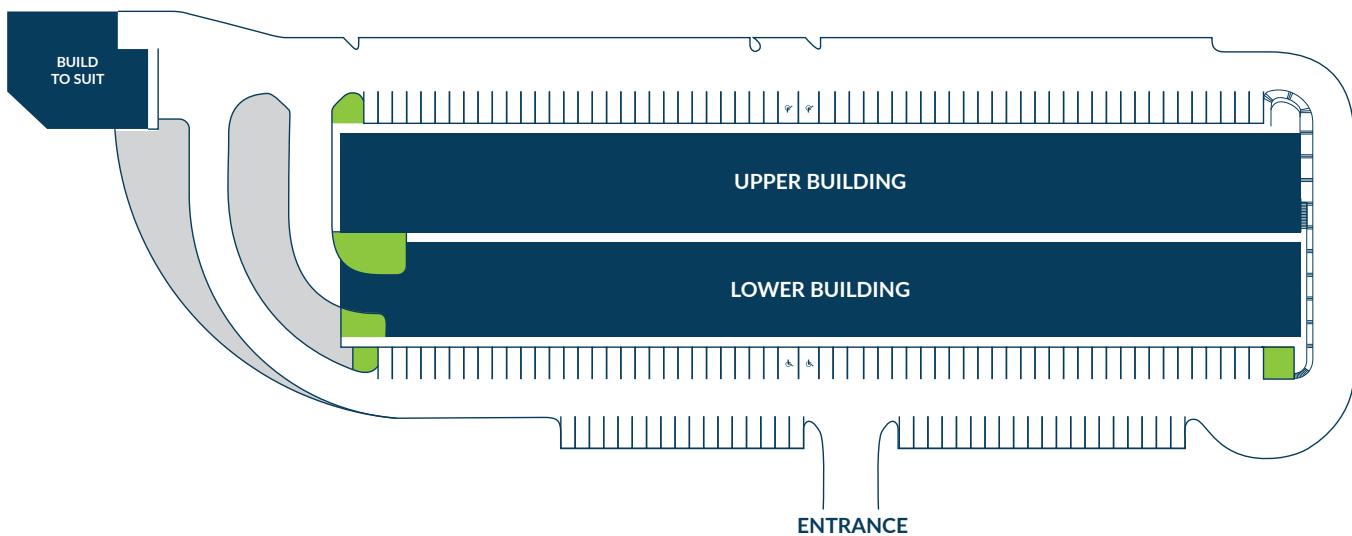 BUILD
TO SUIT
UPPER BUILDING
LOWER BUILDING
ENTRANCE